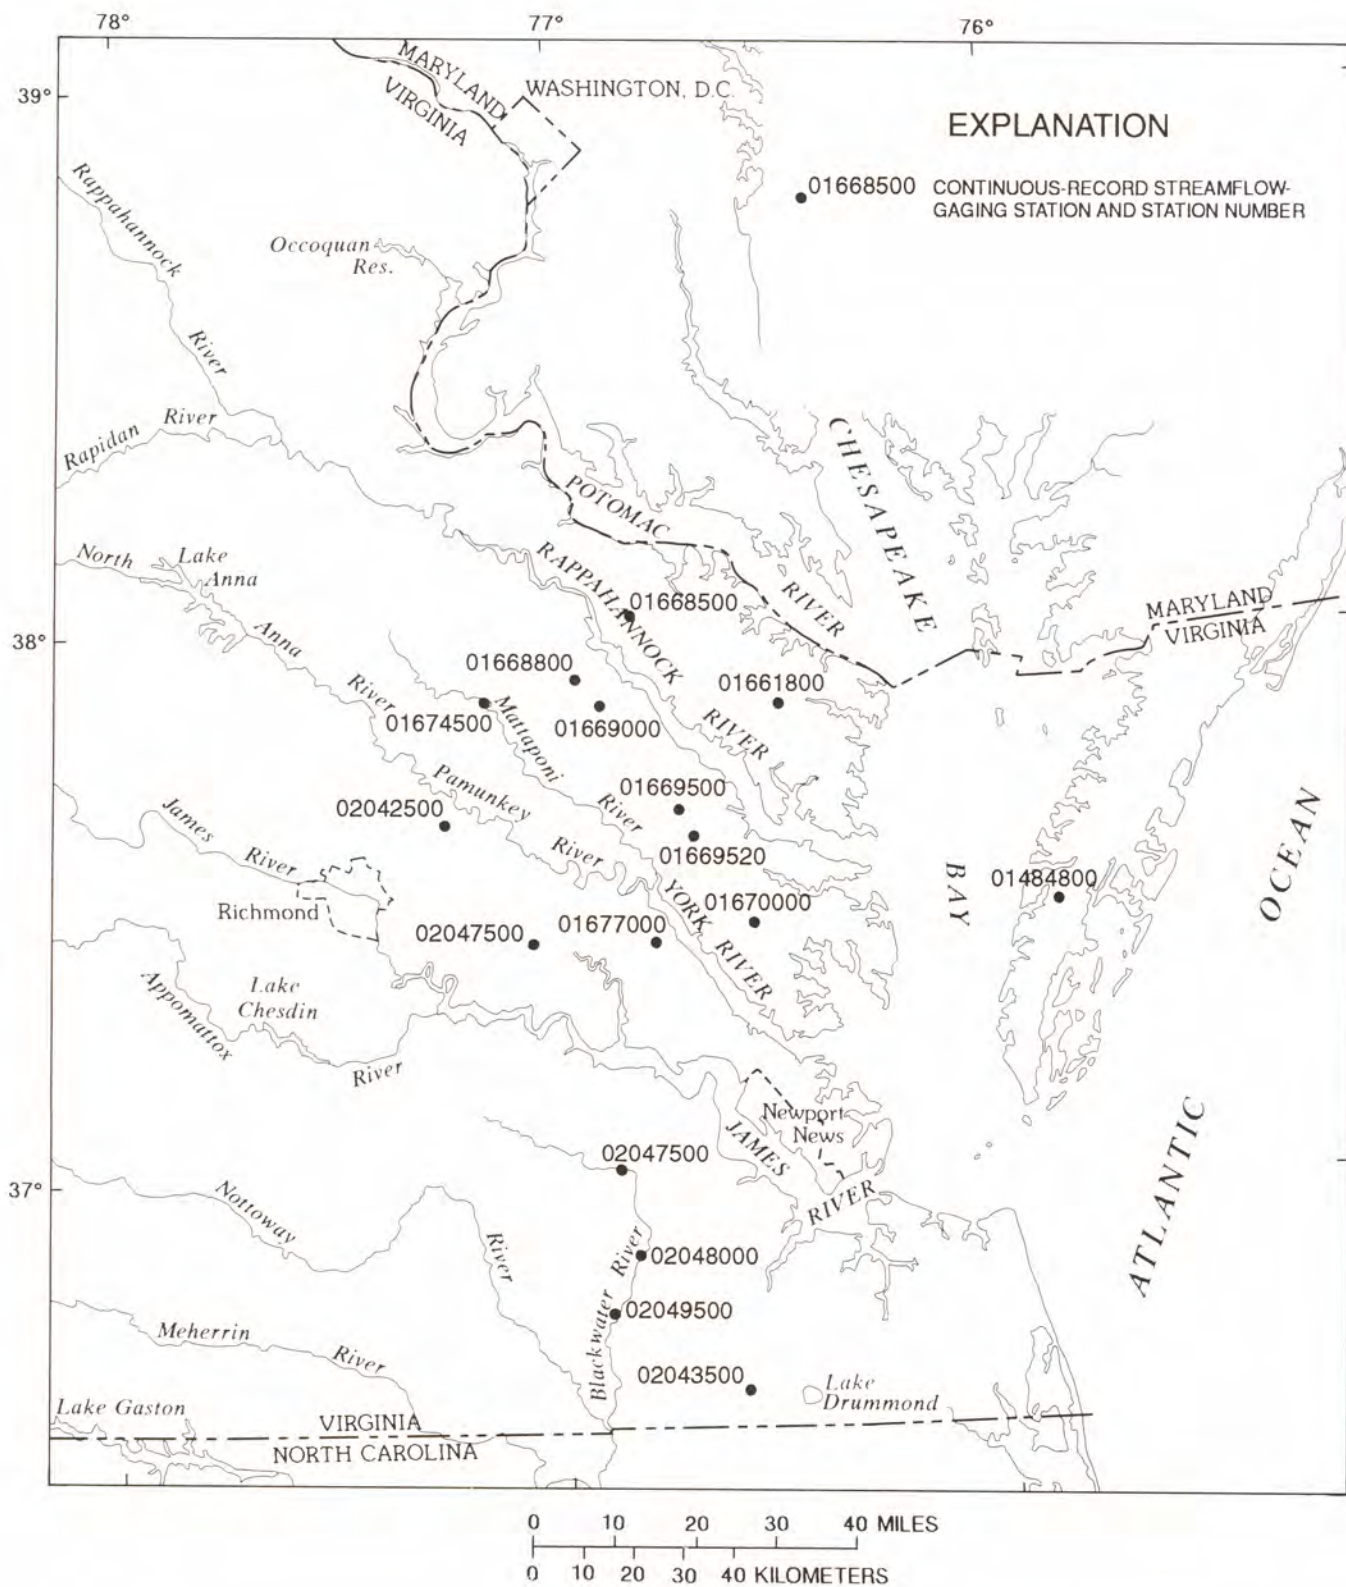 78°
77°
76°
39°
38°
37°
MARYLAND
VIRGINIA
WASHINGTON, D.C.
EXPLANATION
01668500 CONTINUOUS-RECORD STREAMFLOW-
GAGING STATION AND STATION NUMBER
Rappahannock
River
Occoquan
Res.
Rapidan River
CHESAPEAKE
BAY
POTOMAC
RIVER
North
Anna
River
Lake
Anna
RAPPAHANNOCK
RIVER
01668500
MARYLAND
VIRGINIA
01668800
01661800
01674500
01669000
Mattaponi
River
Pamunkey
River
01669500
02042500
01669520
James
River
Richmond
YORK
RIVER
01670000
01484800
01677000
02047500
ATLANTIC
OCEAN
Lake
Chesdin
Appomattox
River
Newport
News
JAMES
RIVER
02047500
Nottoway
River
02048000
Blackwater River
02049500
Meherrin
River
02043500
Lake
Drummond
Lake Gaston
VIRGINIA
NORTH CAROLINA
0 10 20 30 40 MILES
0 10 20 30 40 KILOMETERS